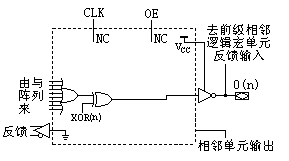 CLK
OE
NC
NC
Vcc
去前级相邻
逻辑宏单元
反馈输入
O(n)
由与
阵列
来
XOR(n)
反馈
相邻单元输出